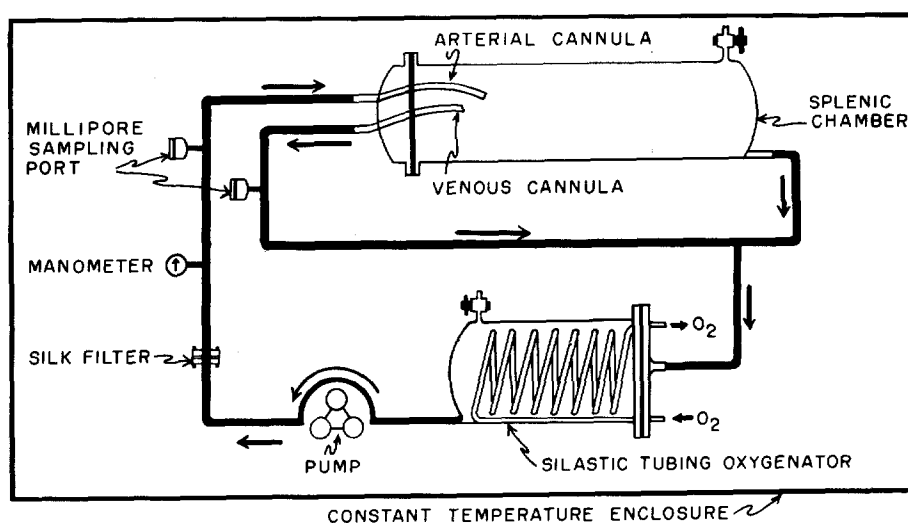 ARTERIAL CANNULA
SPLENIC
CHAMBER
MILLIPORE
SAMPLING
PORT
VENOUS CANNULA
MANOMETER
O2
SILK FILTER
O2
PUMP
SILASTIC TUBING OXYGENATOR
CONSTANT TEMPERATURE ENCLOSURE